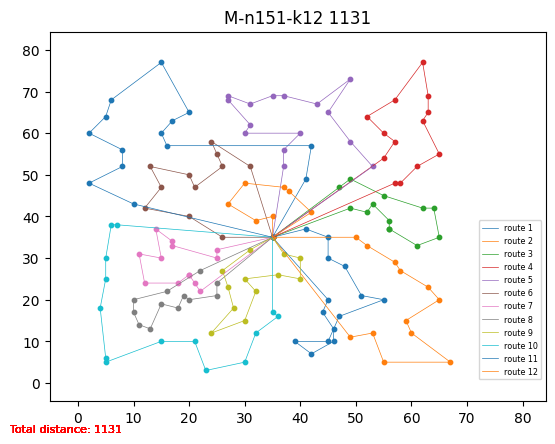 M-n151-k12 1131
80
70
60
50
40
30
20
10
0
0 10 20 30 40 50 60 70 80
route 1
route 2
route 3
route 4
route 5
route 6
route 7
route 8
route 9
route 10
route 11
route 12
Total distance: 1131